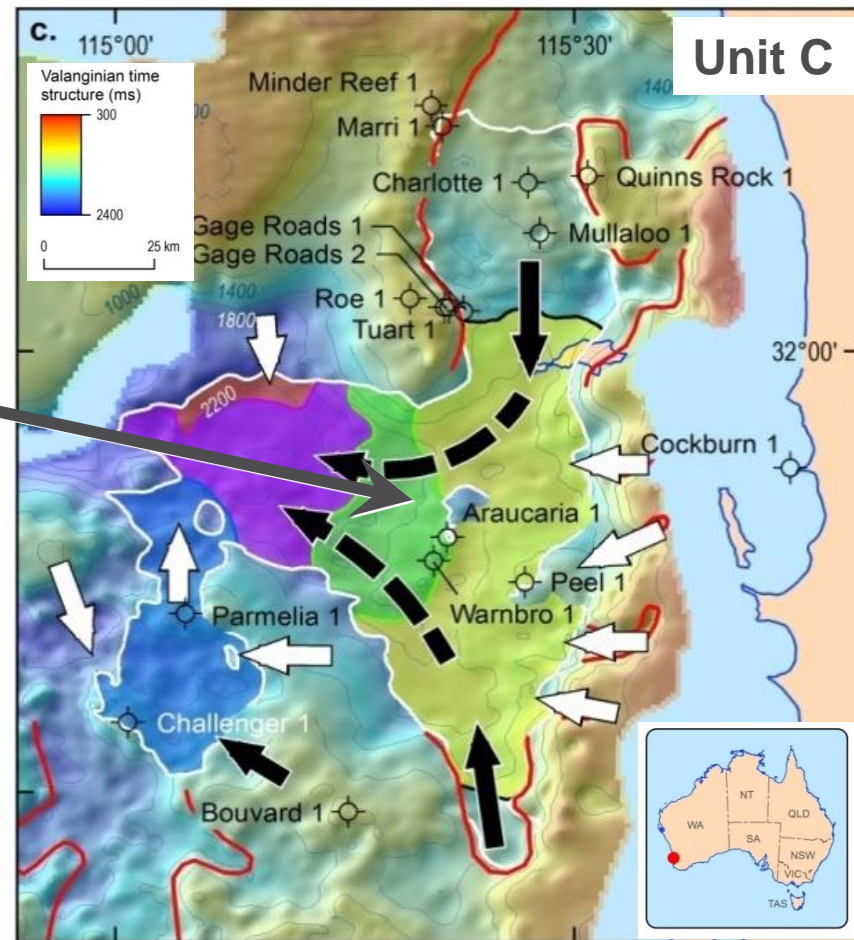 c.
115°00'
115°30'
Unit C
Valanginian time
structure (ms)
300
2400
0
25 km
Minder Reef 1
Marri 1
Charlotte 1
Quinns Rock 1
Mullaloo 1
Gage Roads 1
Gage Roads 2
Roe 1
Tuart 1
1000
1400
1800
32°00'
2200
Cockburn 1
Araucaria 1
Peel 1
Warnbro 1
Parmelia 1
Challenger 1
Bouvard 1
NT
QLD
WA
SA
NSW
VIC
TAS